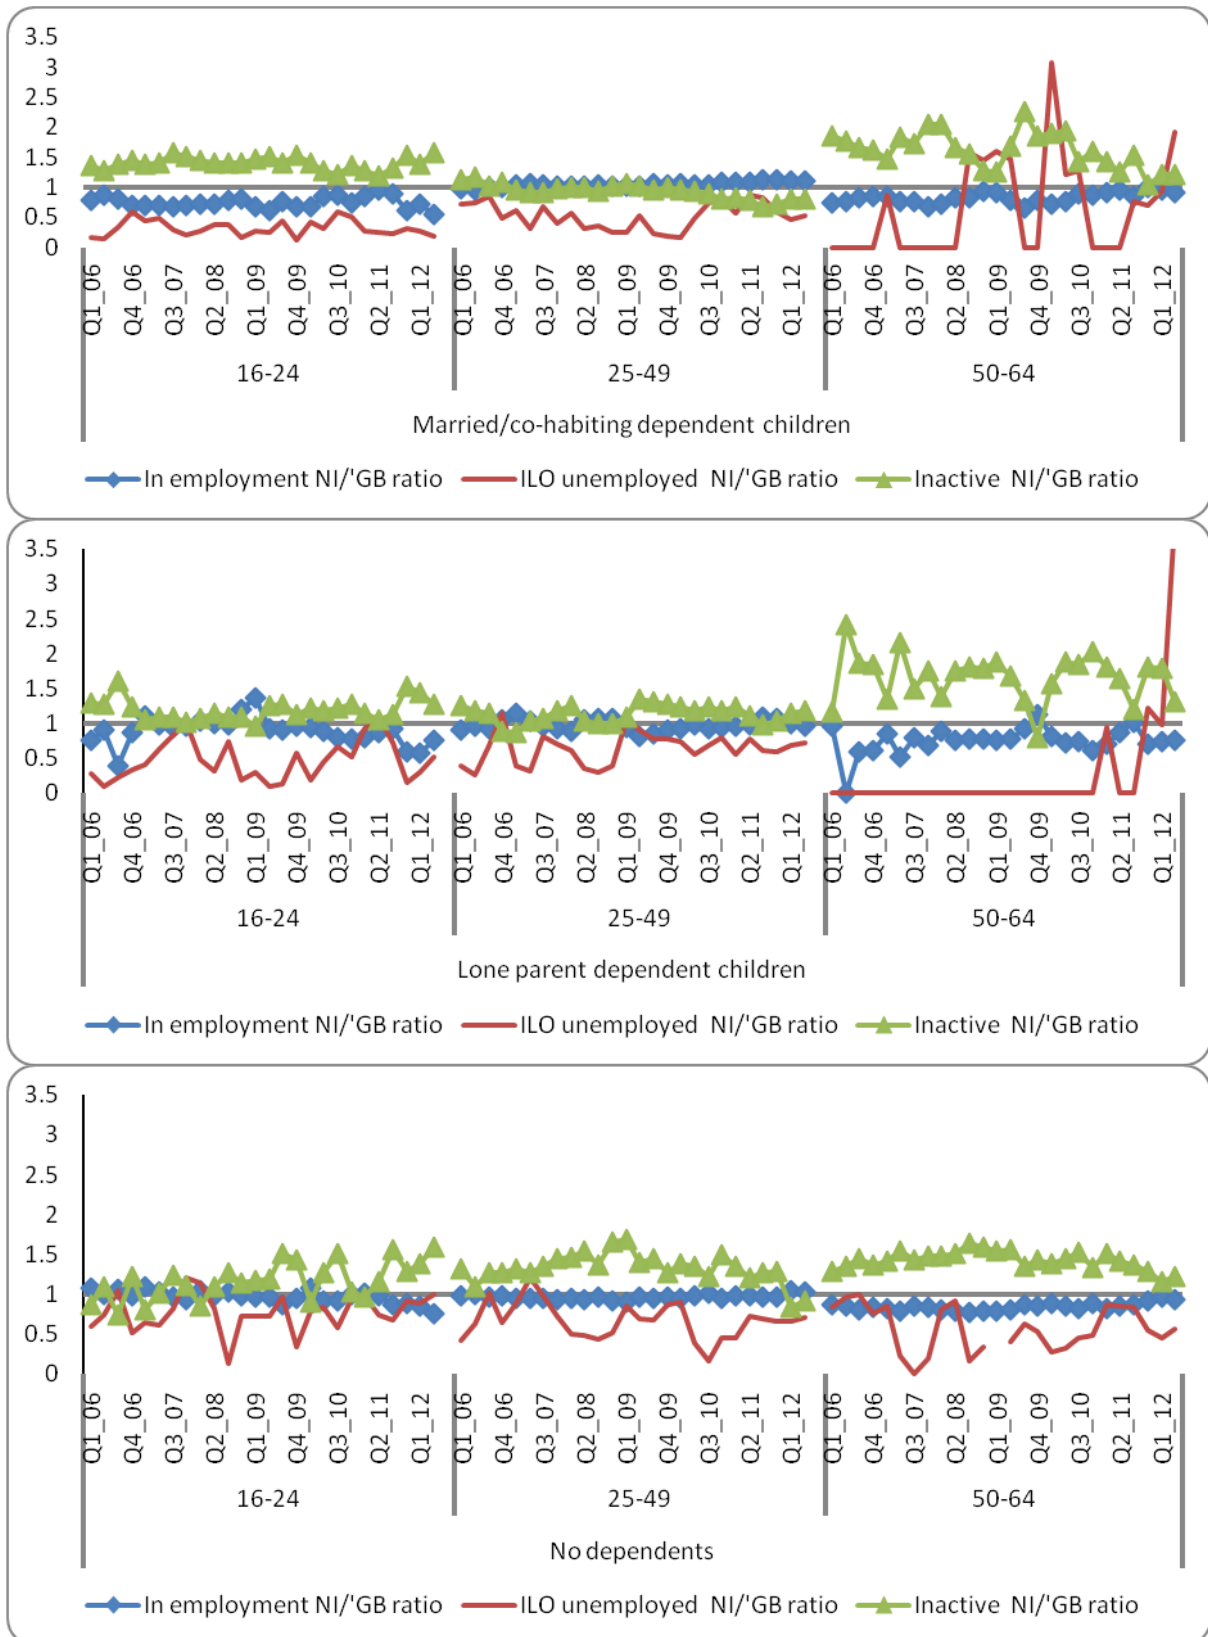 3.5
3
2.5
2
1.5
1
0.5
0
Q1_06 Q4_06 Q3_07 Q2_08 Q1_09 Q4_09 Q3_10 Q2_11 Q1_12 Q1_06 Q4_06 Q3_07 Q2_08 Q1_09 Q4_09 Q3_10 Q2_11 Q1_12 Q1_06 Q4_06 Q3_07 Q2_08 Q1_09 Q4_09 Q3_10 Q2_11 Q1_12
16-24 25-49 50-64
Married/co-habiting dependent children
In employment NI/'GB ratio ILO unemployed NI/'GB ratio Inactive NI/'GB ratio
3.5
3
2.5
2
1.5
1
0.5
0
Q1_06 Q4_06 Q3_07 Q2_08 Q1_09 Q4_09 Q3_10 Q2_11 Q1_12 Q1_06 Q4_06 Q3_07 Q2_08 Q1_09 Q4_09 Q3_10 Q2_11 Q1_12 Q1_06 Q4_06 Q3_07 Q2_08 Q1_09 Q4_09 Q3_10 Q2_11 Q1_12
16-24 25-49 50-64
Lone parent dependent children
In employment NI/'GB ratio ILO unemployed NI/'GB ratio Inactive NI/'GB ratio
3.5
3
2.5
2
1.5
1
0.5
0
Q1_06 Q4_06 Q3_07 Q2_08 Q1_09 Q4_09 Q3_10 Q2_11 Q1_12 Q1_06 Q4_06 Q3_07 Q2_08 Q1_09 Q4_09 Q3_10 Q2_11 Q1_12 Q1_06 Q4_06 Q3_07 Q2_08 Q1_09 Q4_09 Q3_10 Q2_11 Q1_12
16-24 25-49 50-64
No dependents
In employment NI/'GB ratio ILO unemployed NI/'GB ratio Inactive NI/'GB ratio